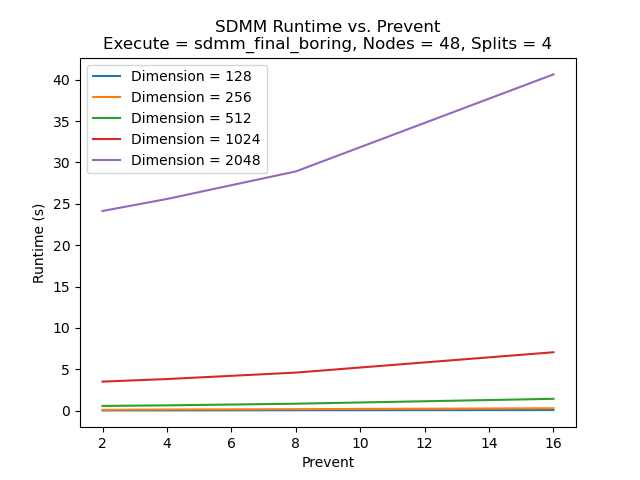 SDMM Runtime vs. Prevent
Execute = sdmm_final_boring, Nodes = 48, Splits = 4
Dimension = 128
Dimension = 256
Dimension = 512
Dimension = 1024
Dimension = 2048
Runtime (s)
40
35
30
25
20
15
10
5
0
2 4 6 8 10 12 14 16
Prevent